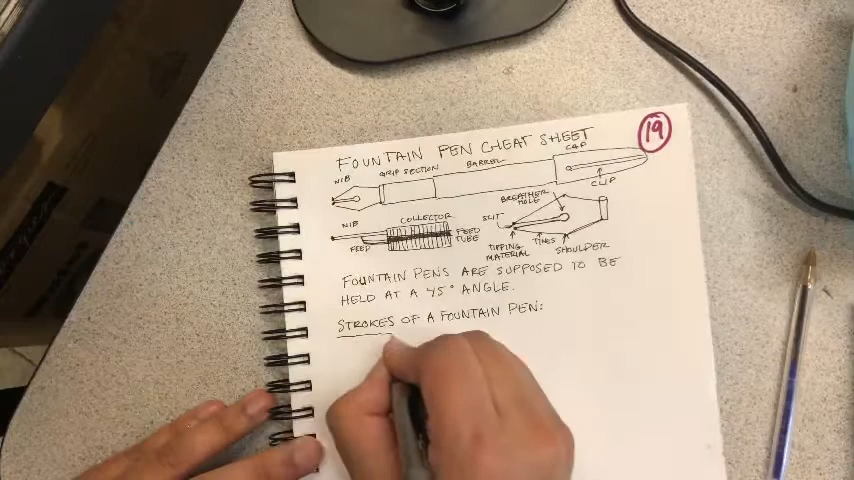 19
FOUNTAIN PEN CHEAT SHEET
NIB
GRIP SECTION
BARREL
CAP
CLIP
BREATHER
HOLE
NIB
COLLECTOR
SLIT
FEED
FEED
TUBE
TIPPING
MATERIAL
TINES
SHOULDER
FOUNTAIN PENS ARE SUPPOSED TO BE
HELD AT A 45° ANGLE.
STROKES OF A FOUNTAIN PEN: